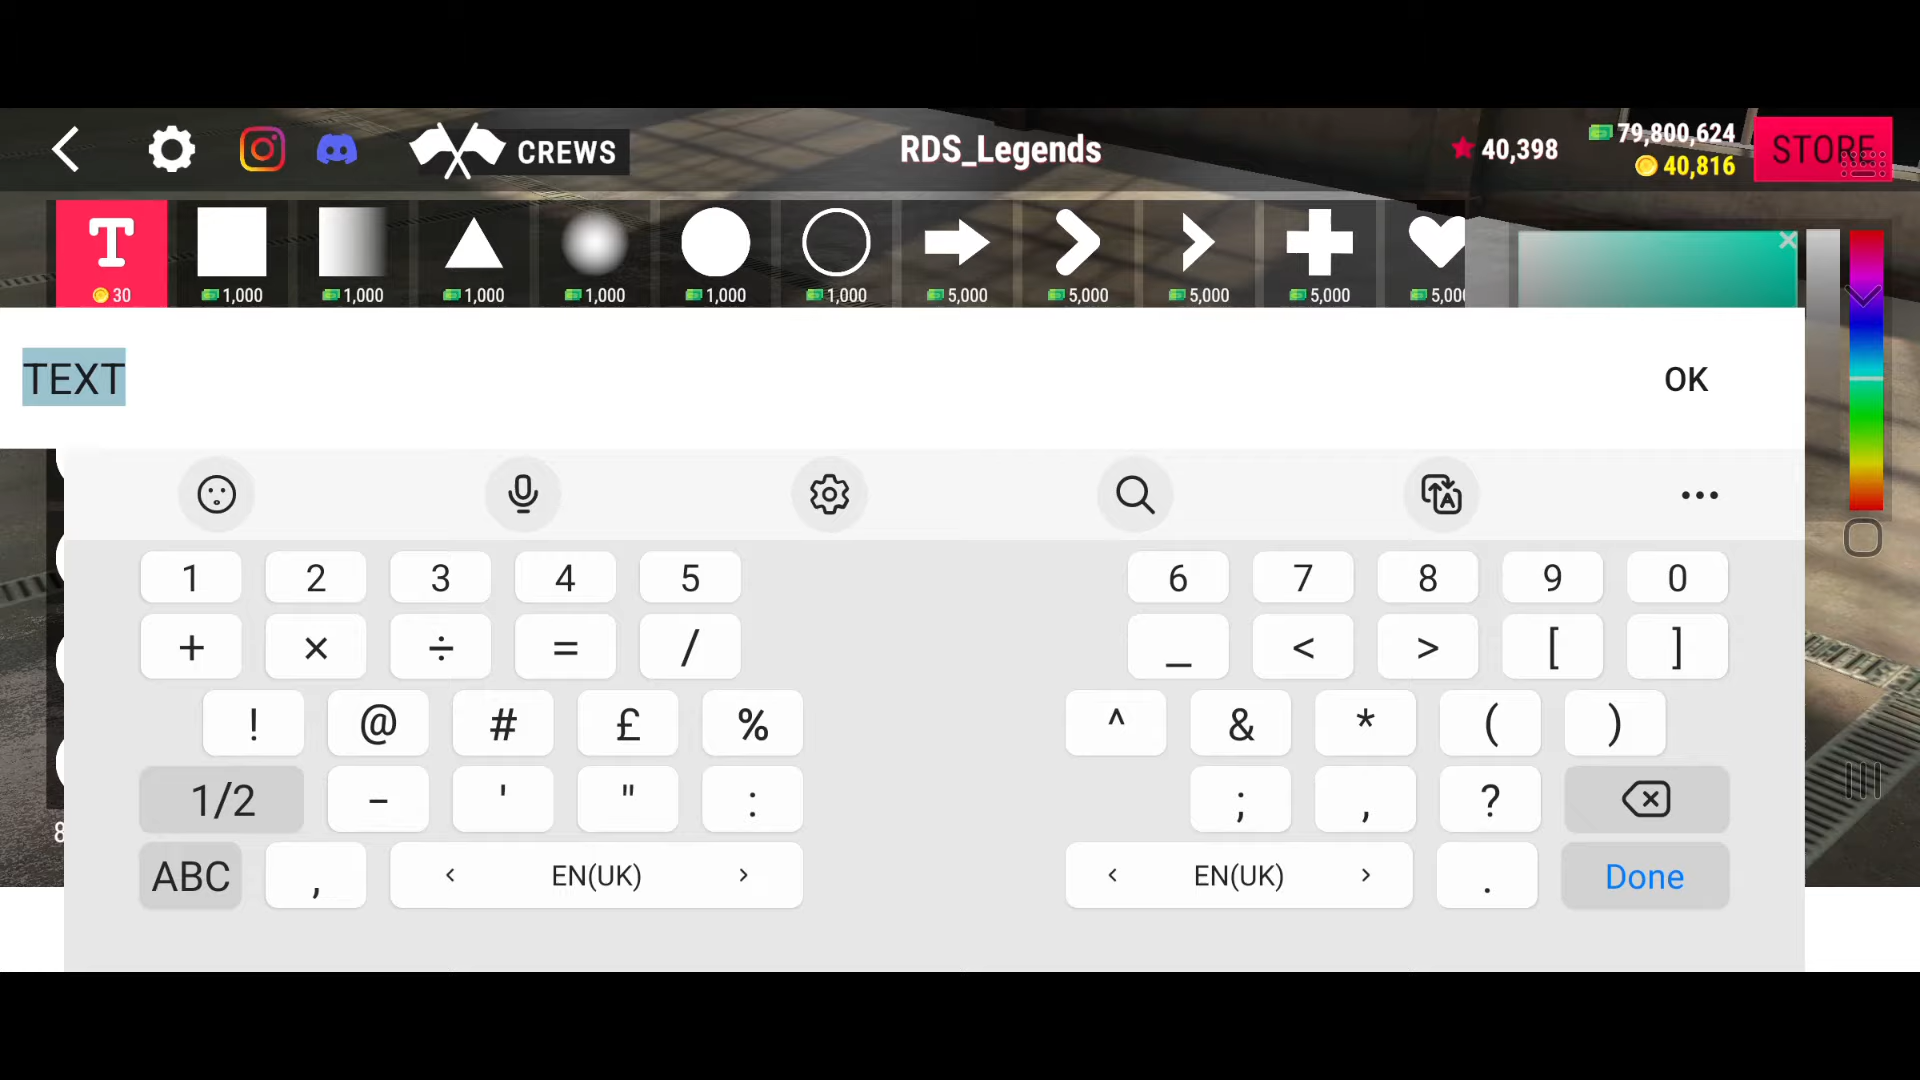 CREWS
RDS_Legends
40,398
79,800,624
40,816
STORE
T
30
1,000
1,000
1,000
1,000
1,000
1,000
5,000
5,000
5,000
5,000
TEXT
OK
1 2 3 4 5 6 7 8 9 0
+ × ÷ = / _ < > [ ]
! @ # £ % ^ & * ( )
1/2 - ' " : ; , ?
ABC , < EN(UK) > < EN(UK) > . Done